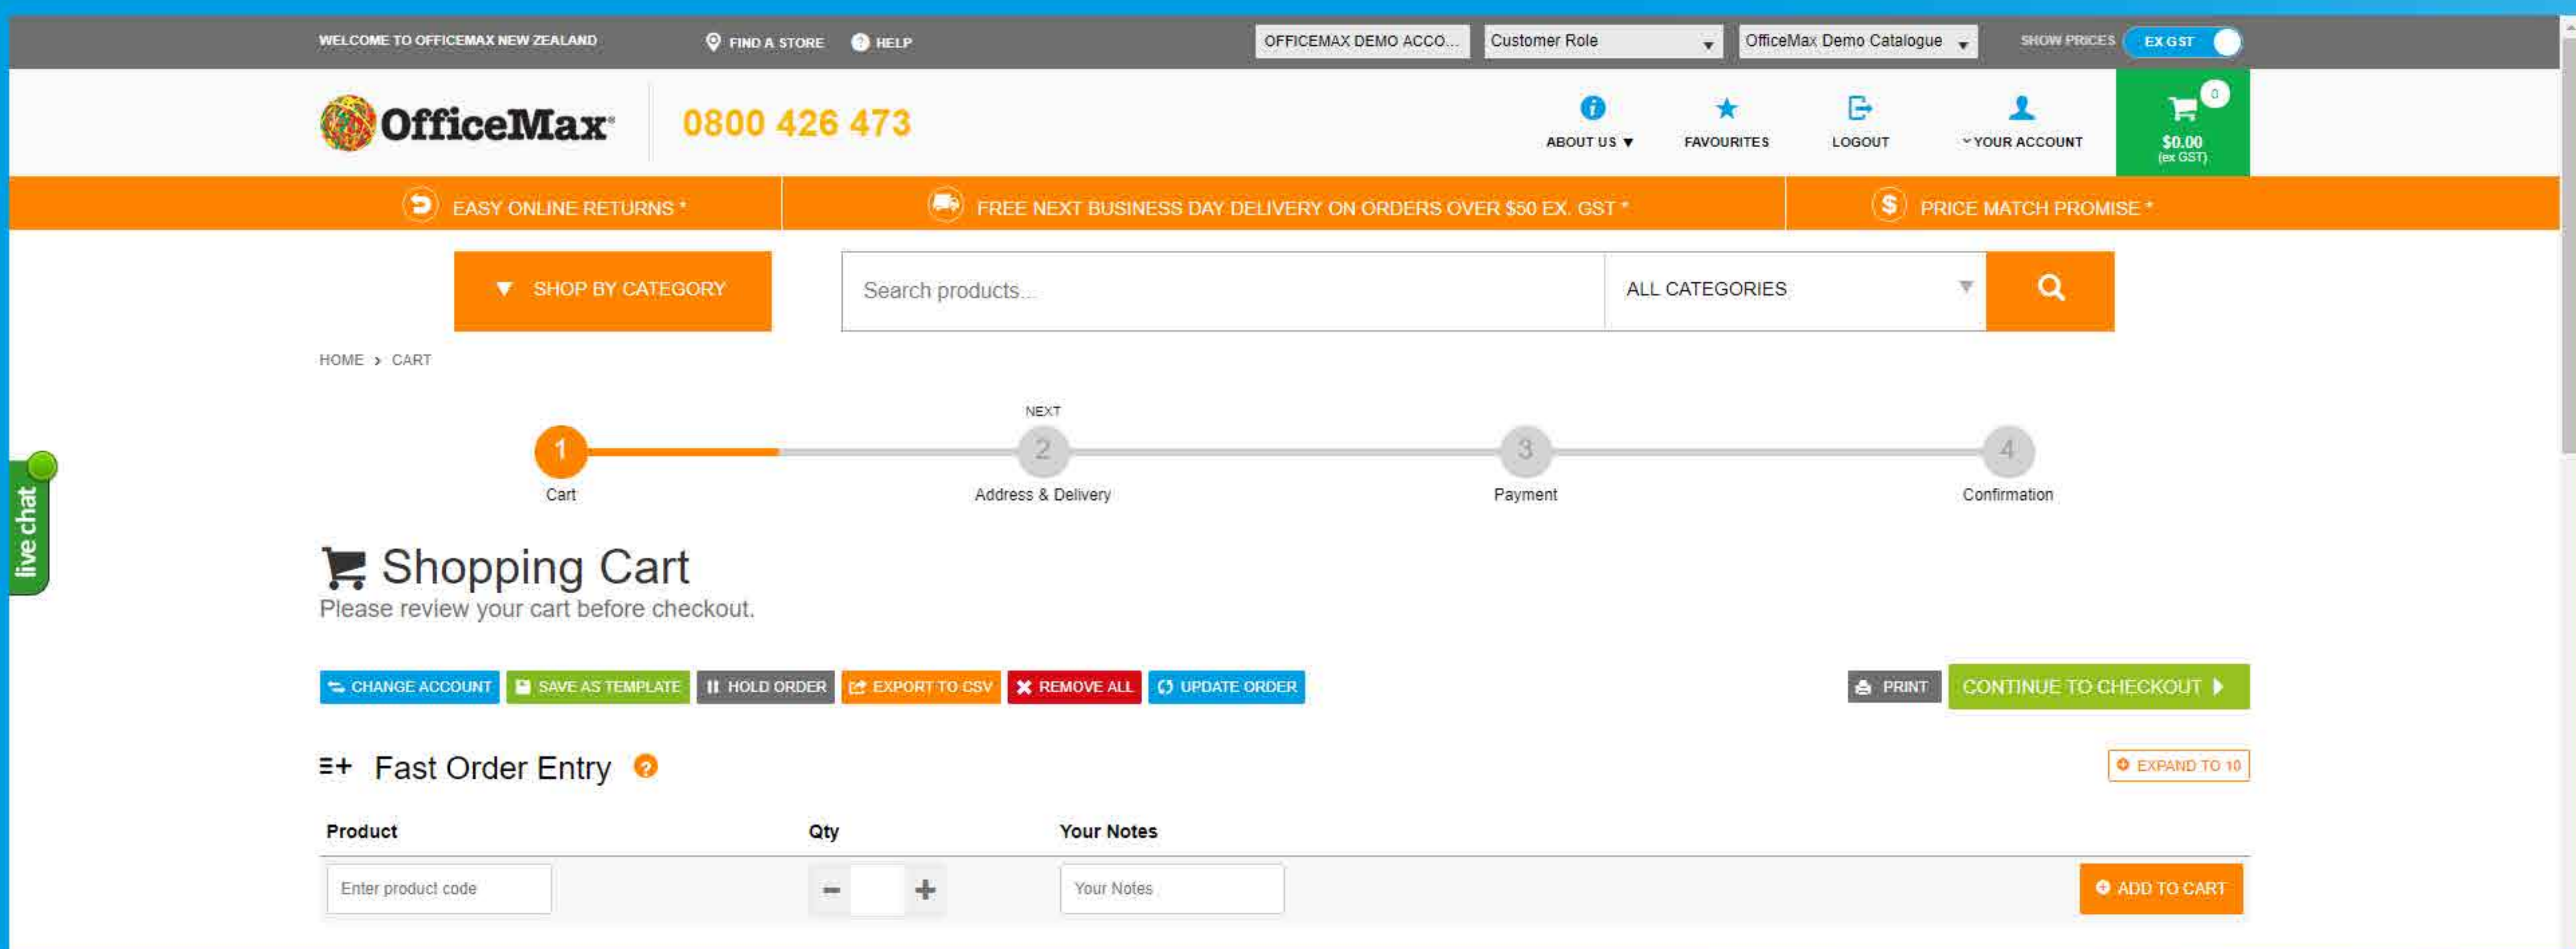 WELCOME TO OFFICEMAX NEW ZEALAND
FIND A STORE
HELP
OFFICEMAX DEMO ACCO...
Customer Role
OfficeMax Demo Catalogue
SHOW PRICES
EX GST
OfficeMax®
0800 426 473
ABOUT US
FAVOURITES
LOGOUT
YOUR ACCOUNT
0
$0.00
(ex GST)
EASY ONLINE RETURNS *
FREE NEXT BUSINESS DAY DELIVERY ON ORDERS OVER $50 EX. GST *
PRICE MATCH PROMISE *
SHOP BY CATEGORY
Search products...
ALL CATEGORIES
HOME > CART
NEXT
1
2
3
4
Cart
Address & Delivery
Payment
Confirmation
live chat
Shopping Cart
Please review your cart before checkout.
CHANGE ACCOUNT
SAVE AS TEMPLATE
HOLD ORDER
EXPORT TO CSV
REMOVE ALL
UPDATE ORDER
PRINT
CONTINUE TO CHECKOUT
Fast Order Entry ?
EXPAND TO 10
Product
Qty
Your Notes
Enter product code
Your Notes
ADD TO CART